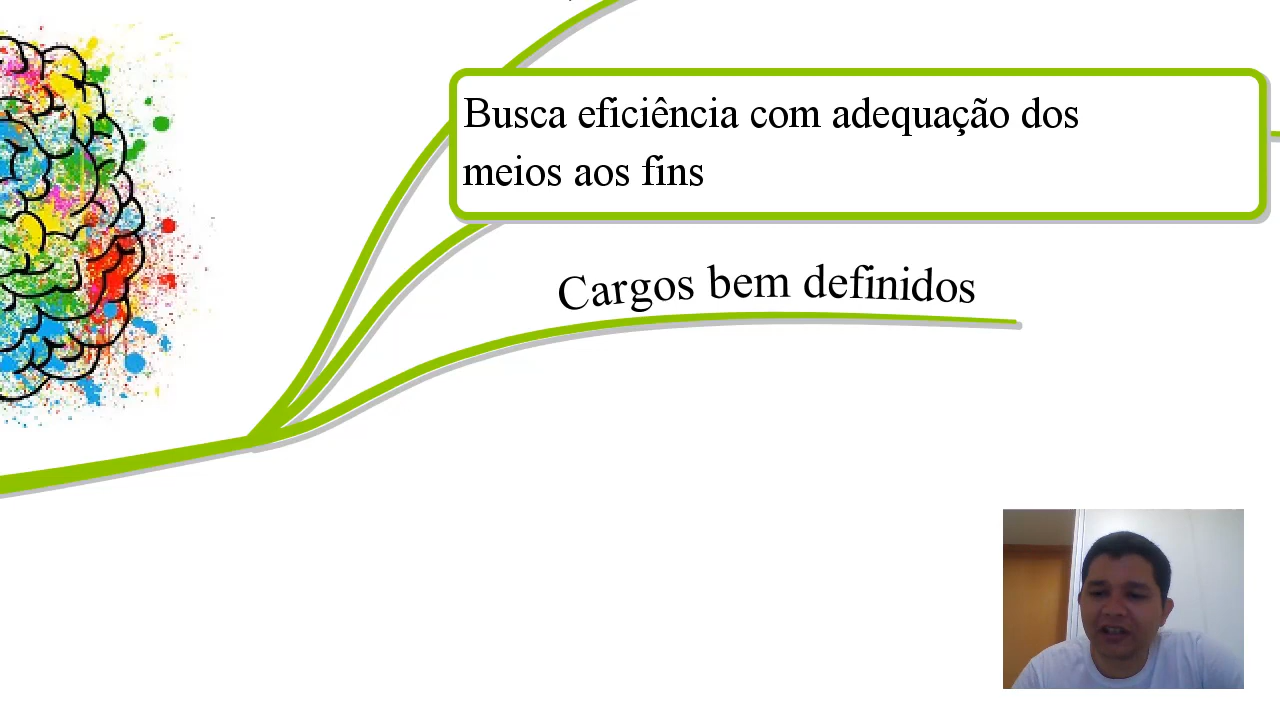 Busca eficiência com adequação dos
meios aos fins
Cargos bem definidos